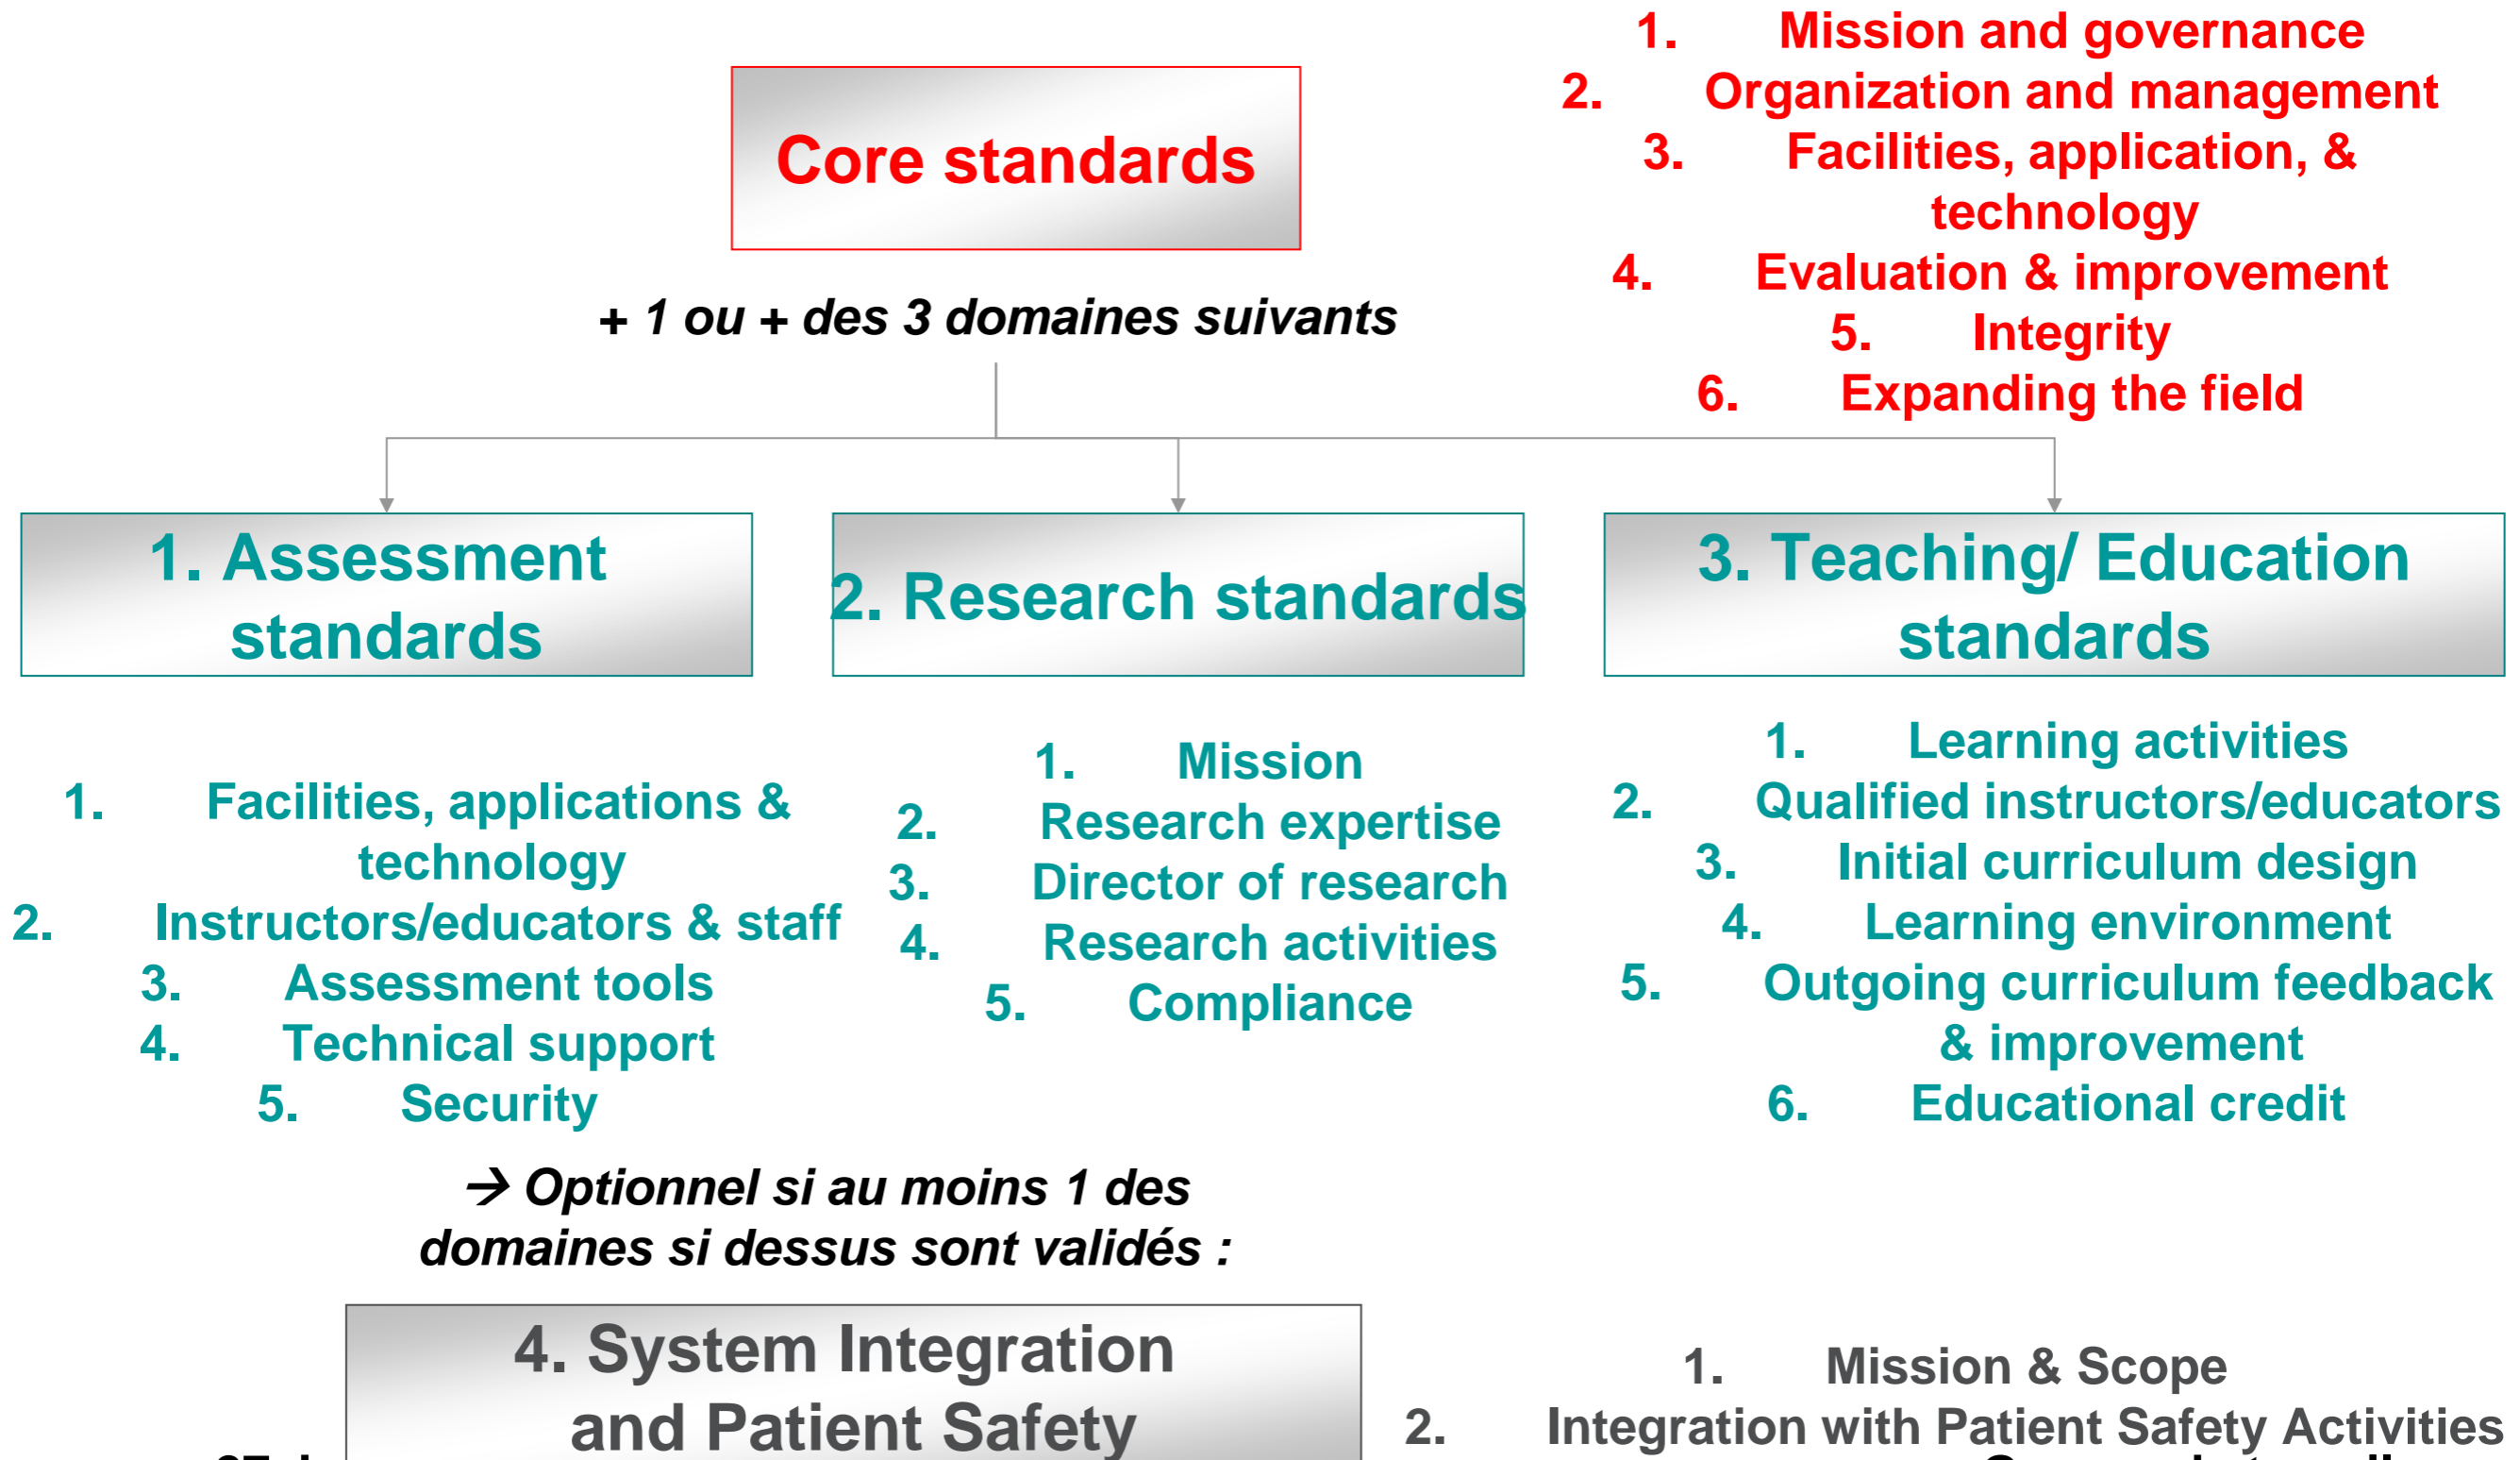 Core standards
1. Mission and governance
2. Organization and management
3. Facilities, application, &
technology
4. Evaluation & improvement
5. Integrity
6. Expanding the field
+ 1 ou + des 3 domaines suivants
1. Assessment
standards
1. Facilities, applications &
technology
2. Instructors/educators & staff
3. Assessment tools
4. Technical support
5. Security
2. Research standards
1. Mission
2. Research expertise
3. Director of research
4. Research activities
5. Compliance
3. Teaching/ Education
standards
1. Learning activities
2. Qualified instructors/educators
3. Initial curriculum design
4. Learning environment
5. Outgoing curriculum feedback
& improvement
6. Educational credit
→ Optionnel si au moins 1 des
domaines si dessus sont validés :
4. System Integration
and Patient Safety
1. Mission & Scope
2. Integration with Patient Safety Activities